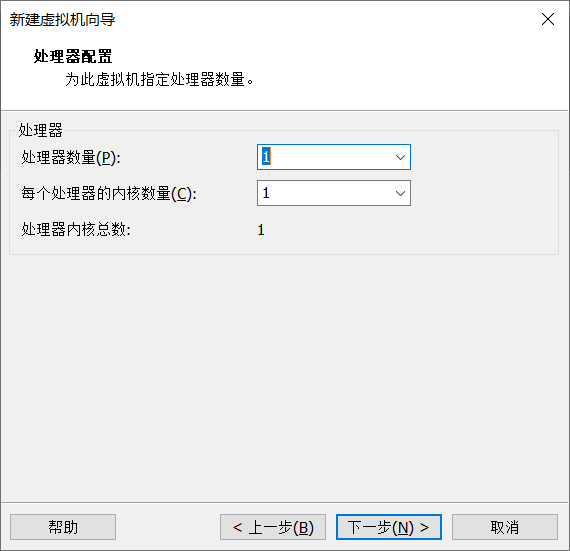 新建虚拟机向导
处理器配置
为此虚拟机指定处理器数量。
处理器
处理器数量(P): 1
每个处理器的内核数量(C): 1
处理器内核总数: 1
帮助 < 上一步(B) 下一步(N) > 取消